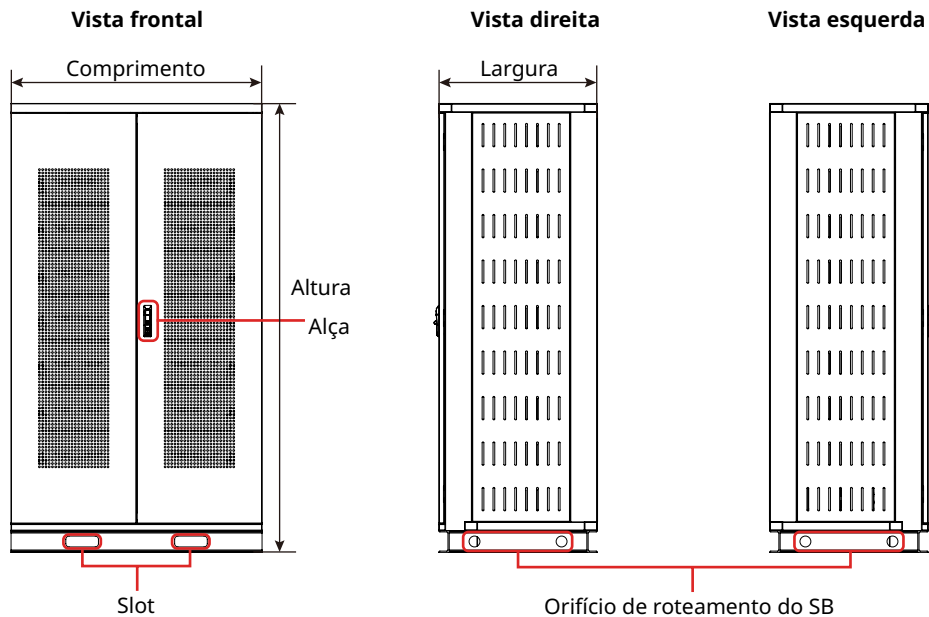 Vista frontal
Vista direita
Vista esquerda
Comprimento
Largura
Altura
Alça
Slot
Orifício de roteamento do SB